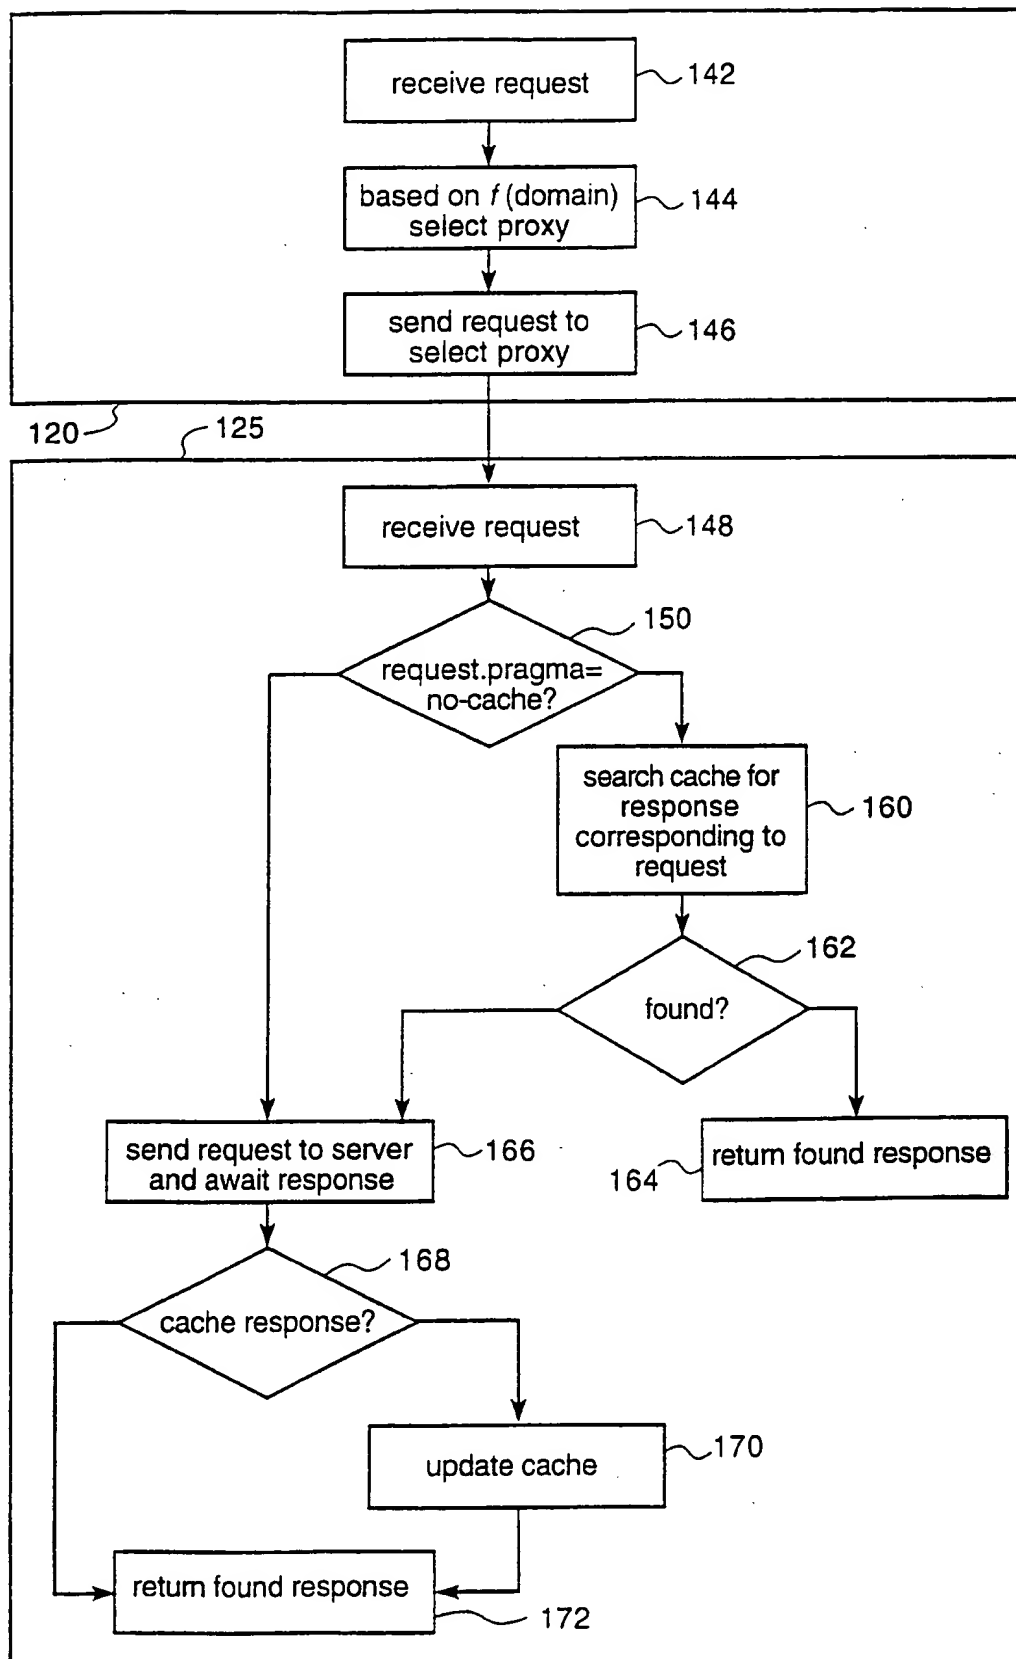 receive request
142
based on f (domain)
select proxy
144
send request to
select proxy
146
120
125
receive request
148
150
request.pragma=
no-cache?
search cache for
response
corresponding to
request
160
162
found?
send request to server
and await response
166
return found response
164
168
cache response?
update cache
170
return found response
172